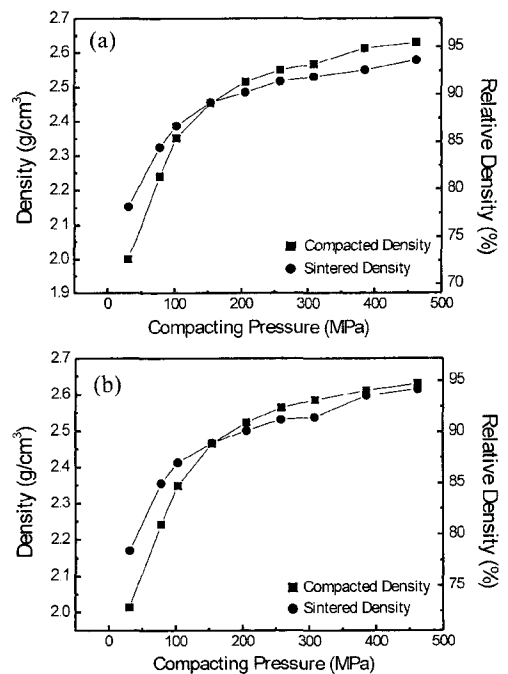 (a)
2.7
2.6
2.5
2.4
2.3
2.2
2.1
2.0
1.9
Density (g/cm³)
95
90
85
80
75
70
Relative Density (%)
Compacted Density
Sintered Density
0 100 200 300 400 500
Compacting Pressure (MPa)
(b)
2.7
2.6
2.5
2.4
2.3
2.2
2.1
2.0
Density (g/cm³)
95
90
85
80
75
Relative Density (%)
Compacted Density
Sintered Density
0 100 200 300 400 500
Compacting Pressure (MPa)